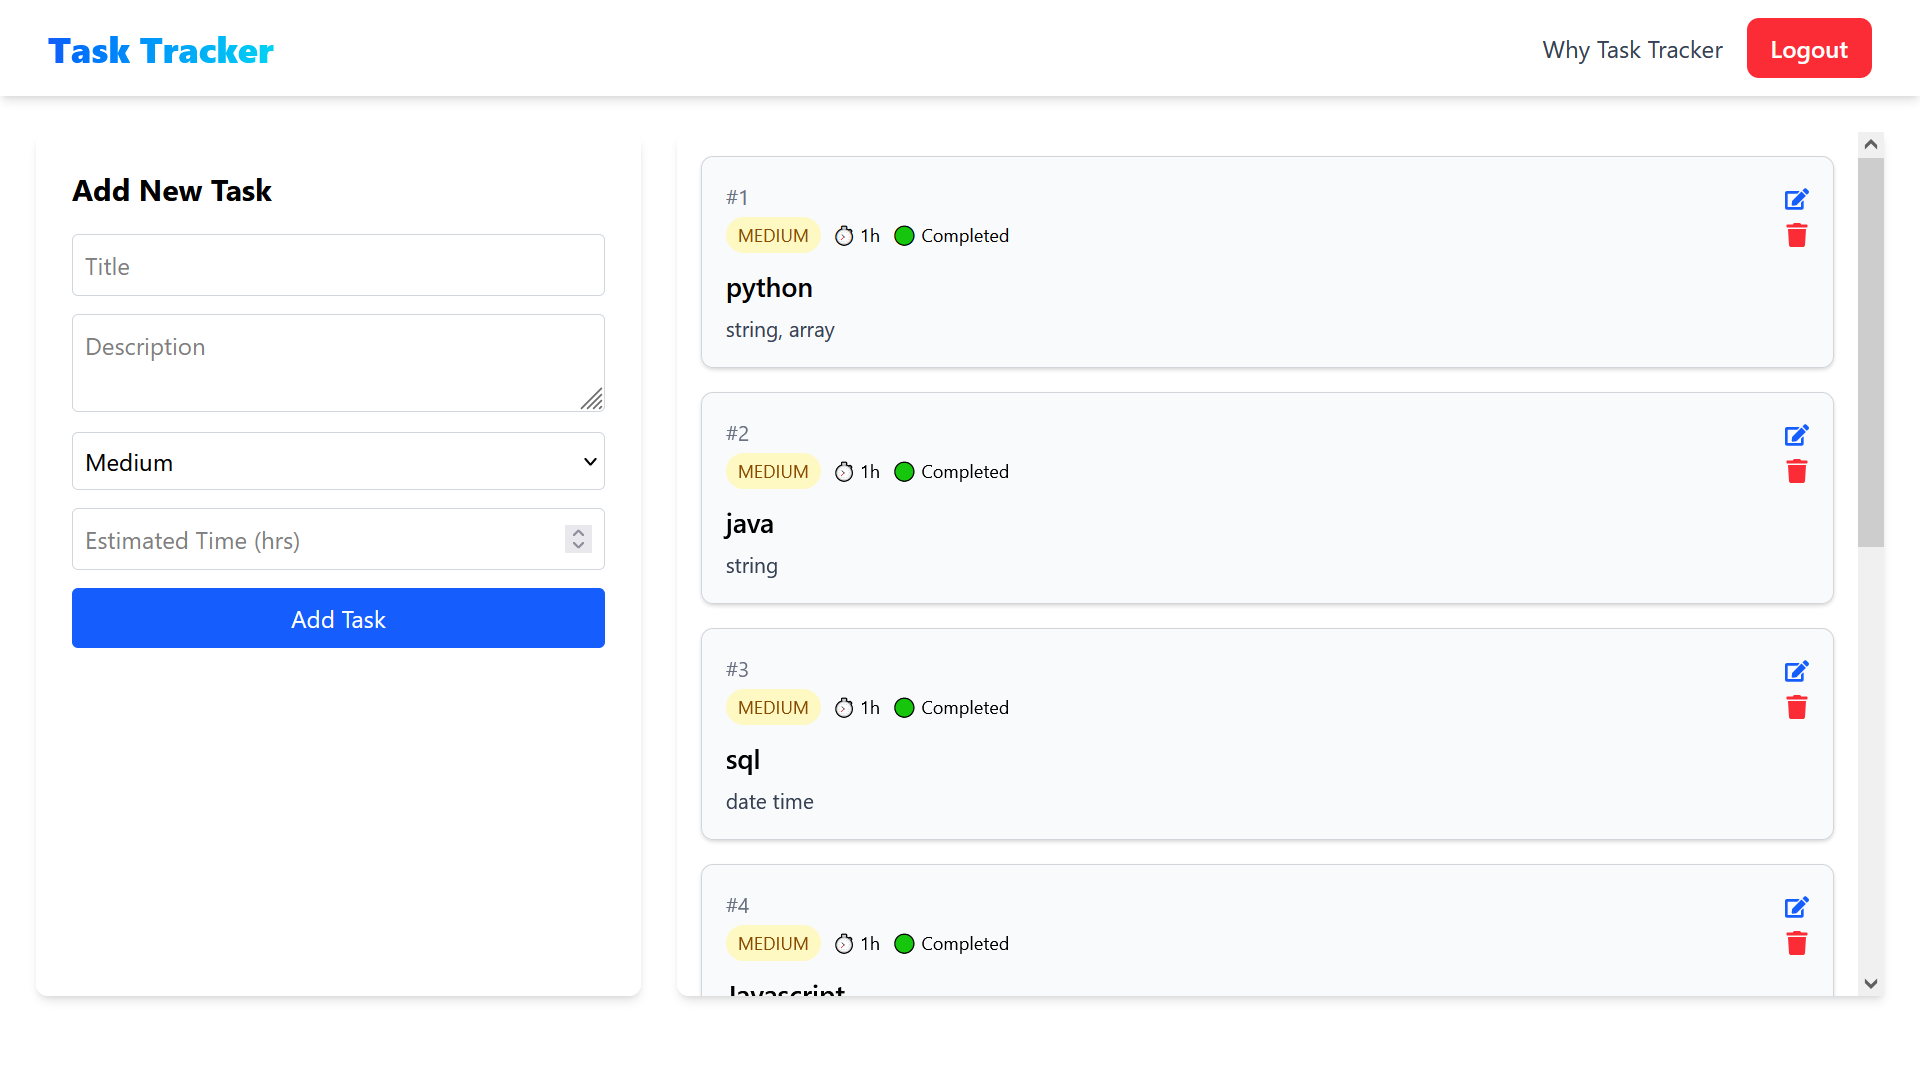 Task Tracker
Why Task Tracker
Logout
Add New Task
Title
Description
Medium
Estimated Time (hrs)
Add Task
#1
MEDIUM 1h Completed
python
string, array
#2
MEDIUM 1h Completed
java
string
#3
MEDIUM 1h Completed
sql
date time
#4
MEDIUM 1h Completed
Javascript